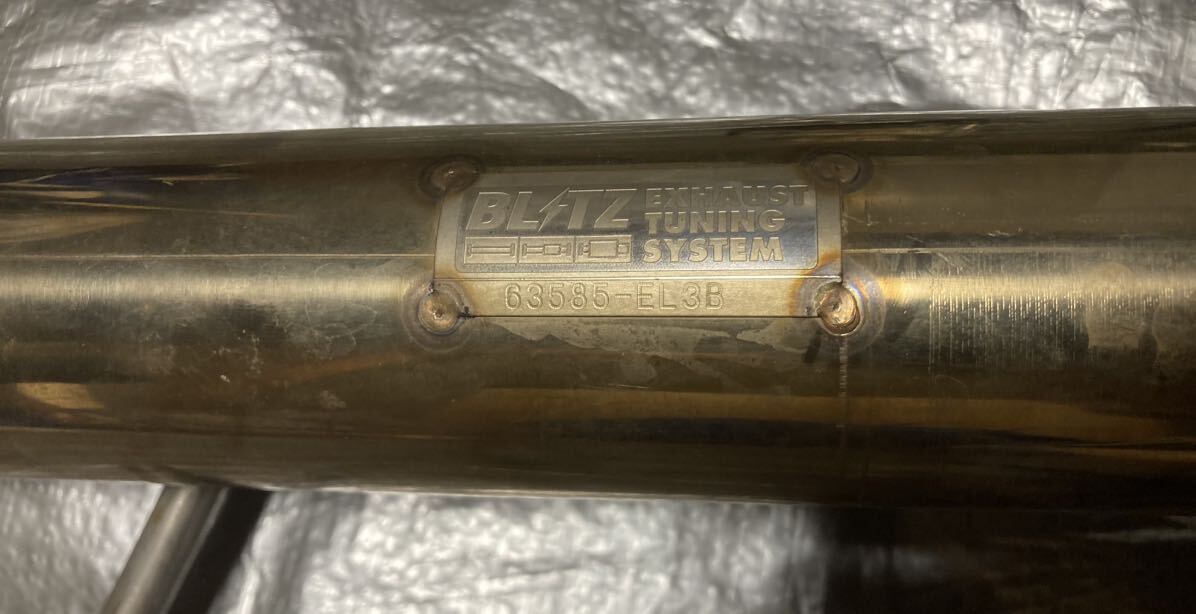 BLITZ EXHAUST
TUNING
SYSTEM
63585-EL3B